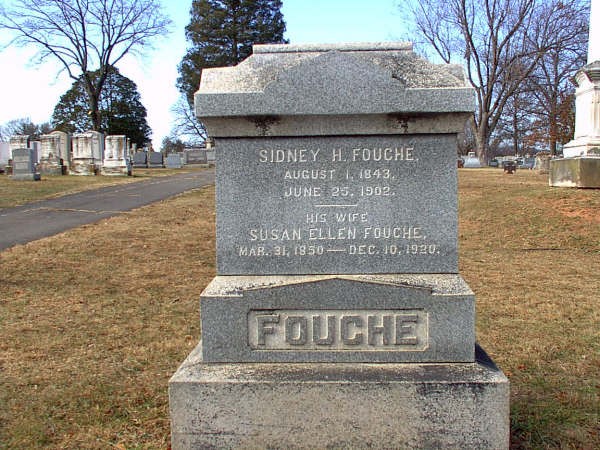 SIDNEY H. FOUCHE,
AUGUST 1, 1843,
JUNE 25, 1902.
HIS WIFE
SUSAN ELLEN FOUCHE,
MAR. 31, 1850 — DEC. 10, 1920.
FOUCHE